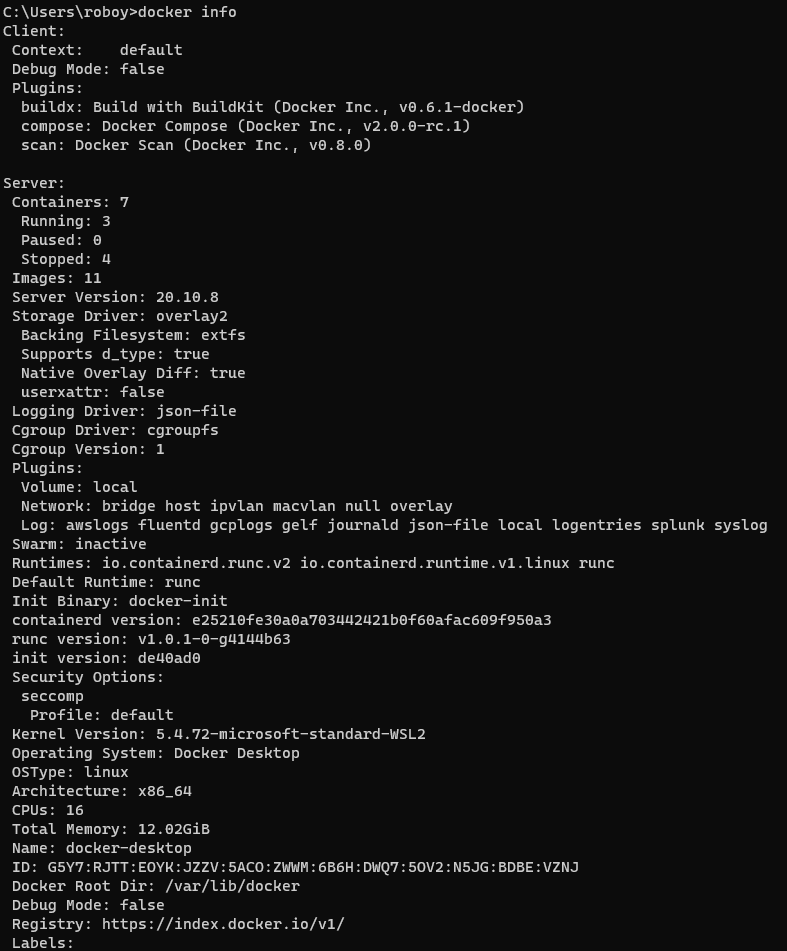 C:\Users\roboy>docker info
Client:
 Context:    default
 Debug Mode: false
 Plugins:
  buildx: Build with BuildKit (Docker Inc., v0.6.1-docker)
  compose: Docker Compose (Docker Inc., v2.0.0-rc.1)
  scan: Docker Scan (Docker Inc., v0.8.0)

Server:
 Containers: 7
  Running: 3
  Paused: 0
  Stopped: 4
 Images: 11
 Server Version: 20.10.8
 Storage Driver: overlay2
  Backing Filesystem: extfs
  Supports d_type: true
  Native Overlay Diff: true
  userxattr: false
 Logging Driver: json-file
 Cgroup Driver: cgroupfs
 Cgroup Version: 1
 Plugins:
  Volume: local
  Network: bridge host ipvlan macvlan null overlay
  Log: awslogs fluentd gcplogs gelf journald json-file local logentries splunk syslog
 Swarm: inactive
 Runtimes: io.containerd.runc.v2 io.containerd.runtime.v1.linux runc
 Default Runtime: runc
 Init Binary: docker-init
 containerd version: e25210fe30a0a703442421b0f60afac609f950a3
 runc version: v1.0.1-0-g4144b63
 init version: de40ad0
 Security Options:
  seccomp
   Profile: default
 Kernel Version: 5.4.72-microsoft-standard-WSL2
 Operating System: Docker Desktop
 OSType: linux
 Architecture: x86_64
 CPUs: 16
 Total Memory: 12.02GiB
 Name: docker-desktop
 ID: G5Y7:RJTT:EOYK:JZZV:5ACO:ZWWM:6B6H:DWQ7:5OV2:N5JG:BDBE:VZNJ
 Docker Root Dir: /var/lib/docker
 Debug Mode: false
 Registry: https://index.docker.io/v1/
 Labels: